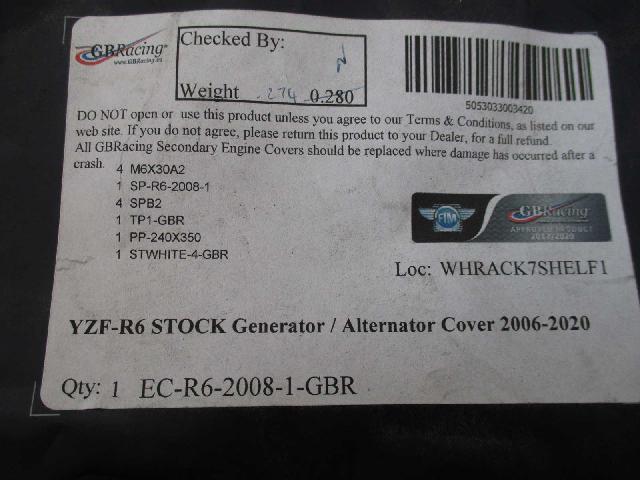 GBRacing
www.GBRacing.eu
Checked By:
Weight .274 0.280
5053033003420
DO NOT open or use this product unless you agree to our Terms & Conditions, as listed on our
web site. If you do not agree, please return this product to your Dealer, for a full refund.
All GBRacing Secondary Engine Covers should be replaced where damage has occurred after a
crash.
4 M6X30A2
1 SP-R6-2008-1
4 SPB2
1 TP1-GBR
1 PP-240X350
1 STWHITE-4-GBR
FIM
GBRacing
APPROVED PRODUCT
Loc: WHRACK7SHELF1
YZF-R6 STOCK Generator / Alternator Cover 2006-2020
Qty: 1 EC-R6-2008-1-GBR